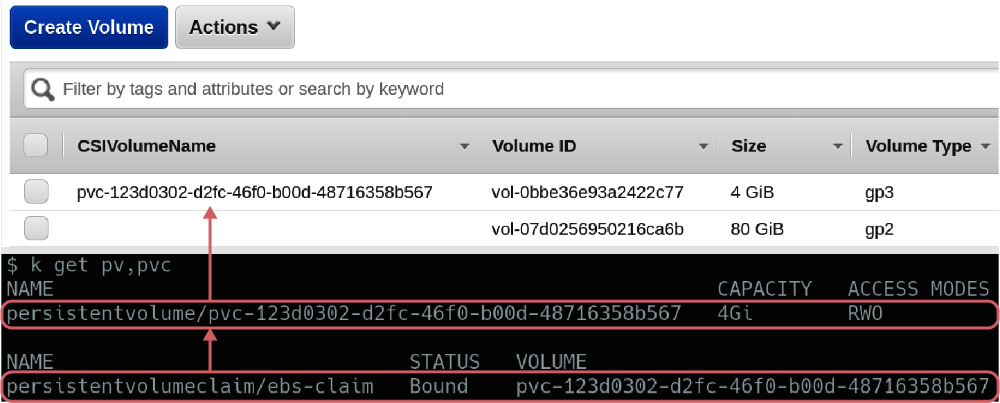 Create Volume Actions
Filter by tags and attributes or search by keyword
CSIVolumeName Volume ID Size Volume Type
pvc-123d0302-d2fc-46f0-b00d-48716358b567 vol-0bbe36e93a2422c77 4 GiB gp3
vol-07d0256950216ca6b 80 GiB gp2
$ k get pv,pvc
NAME CAPACITY ACCESS MODES
persistentvolume/pvc-123d0302-d2fc-46f0-b00d-48716358b567 4Gi RWO
NAME STATUS VOLUME
persistentvolumeclaim/ebs-claim Bound pvc-123d0302-d2fc-46f0-b00d-48716358b567